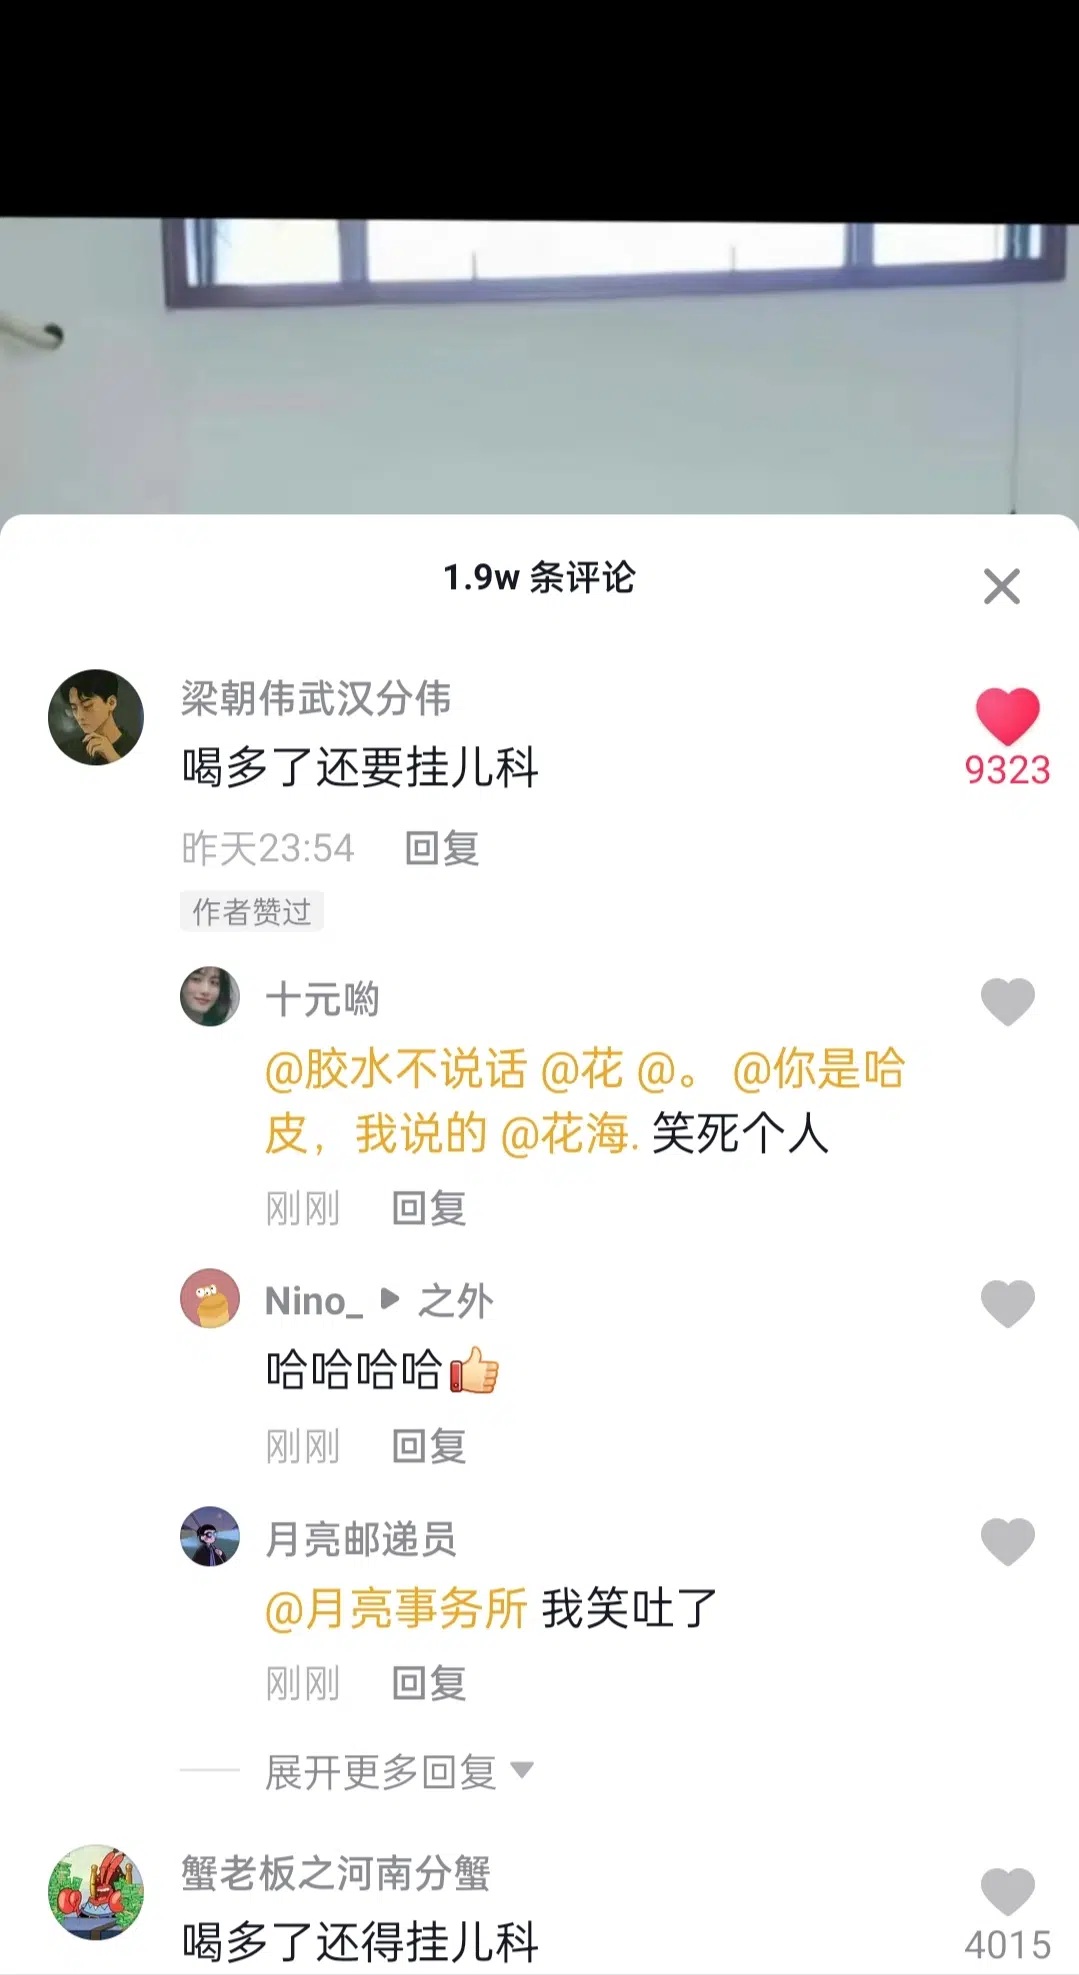 1.9w 条评论
梁朝伟武汉分伟
喝多了还要挂儿科
9323
昨天23:54 回复
作者赞过
十元喲
@胶水不说话 @花 @。 @你是哈
皮，我说的 @花海. 笑死个人
刚刚 回复
Nino_ 之外
哈哈哈哈
刚刚 回复
月亮邮递员
@月亮事务所 我笑吐了
刚刚 回复
展开更多回复
蟹老板之河南分蟹
喝多了还得挂儿科
4015